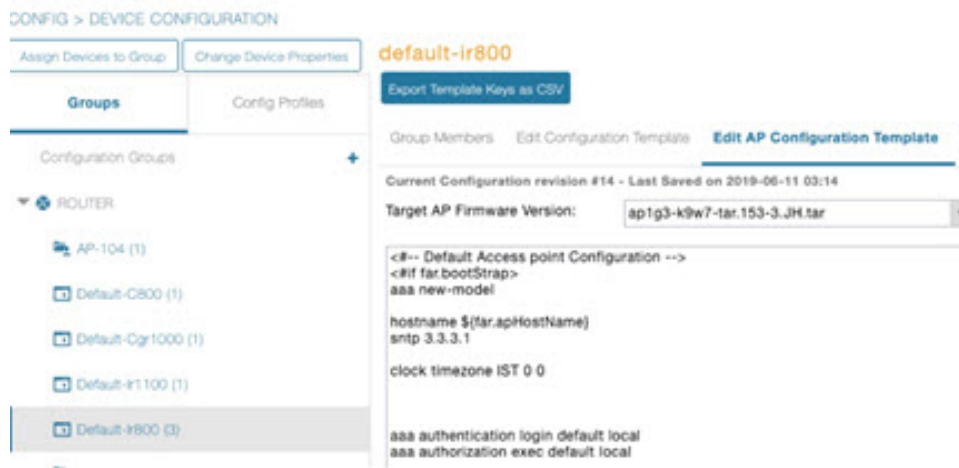 CONFIG > DEVICE CONFIGURATION
Assign Devices to Group
Change Device Properties
Groups
Config Profiles
Configuration Groups
+
ROUTER
AP-104 (1)
Default-C800 (1)
Default-Cgr1000 (1)
Default-Ir1100 (1)
Default-Ir800 (3)
default-ir800
Export Template Keys as CSV
Group Members
Edit Configuration Template
Edit AP Configuration Template
Current Configuration revision #14 - Last Saved on 2019-06-11 03:14
Target AP Firmware Version:
ap1g3-k9w7-tar.153-3.JH.tar
<#-- Default Access point Configuration -->
<#if far.bootStrap>
aaa new-model
hostname ${far.apHostName}
sntp 3.3.3.1
clock timezone IST 0 0
aaa authentication login default local
aaa authorization exec default local